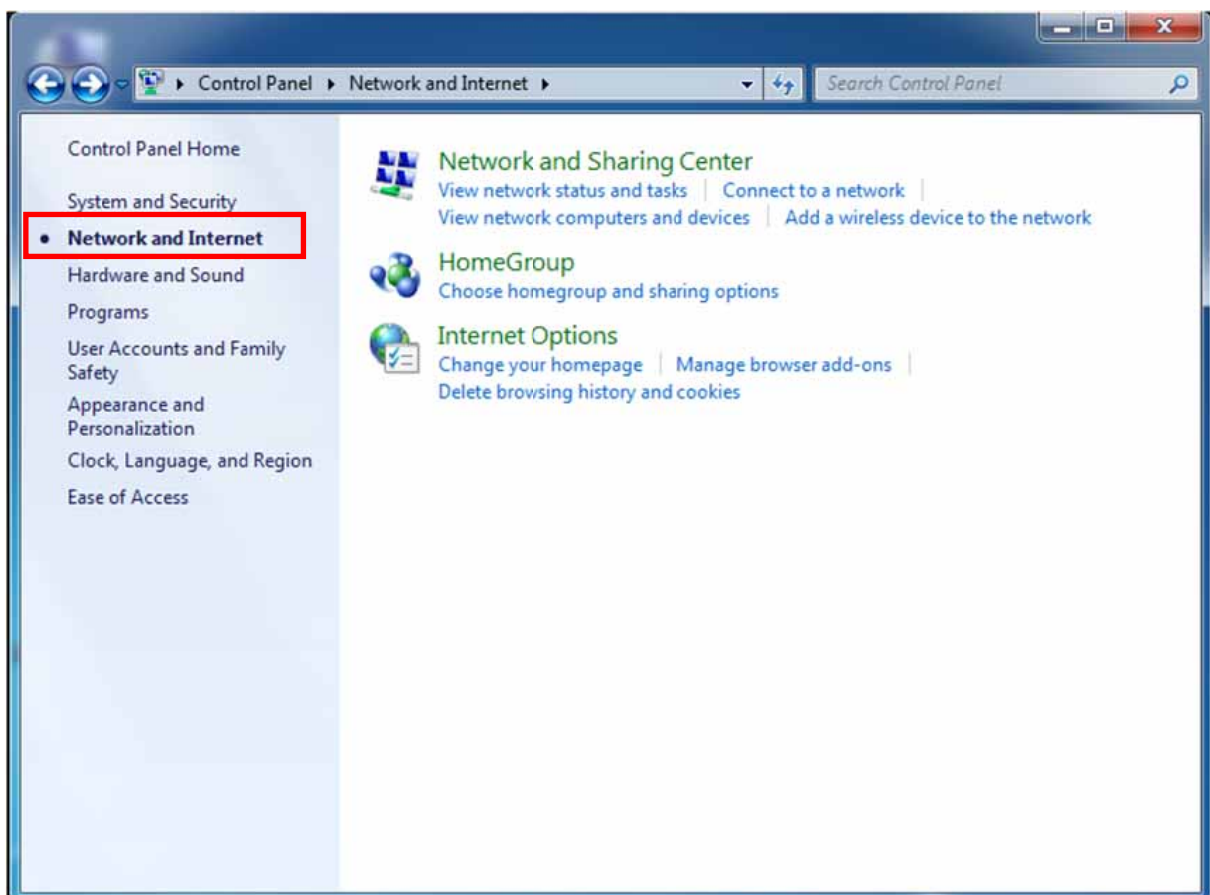 Control Panel Network and Internet
Search Control Panel
Control Panel Home
System and Security
Network and Internet
Hardware and Sound
Programs
User Accounts and Family
Safety
Appearance and
Personalization
Clock, Language, and Region
Ease of Access
Network and Sharing Center
View network status and tasks Connect to a network
View network computers and devices Add a wireless device to the network
HomeGroup
Choose homegroup and sharing options
Internet Options
Change your homepage Manage browser add-ons
Delete browsing history and cookies